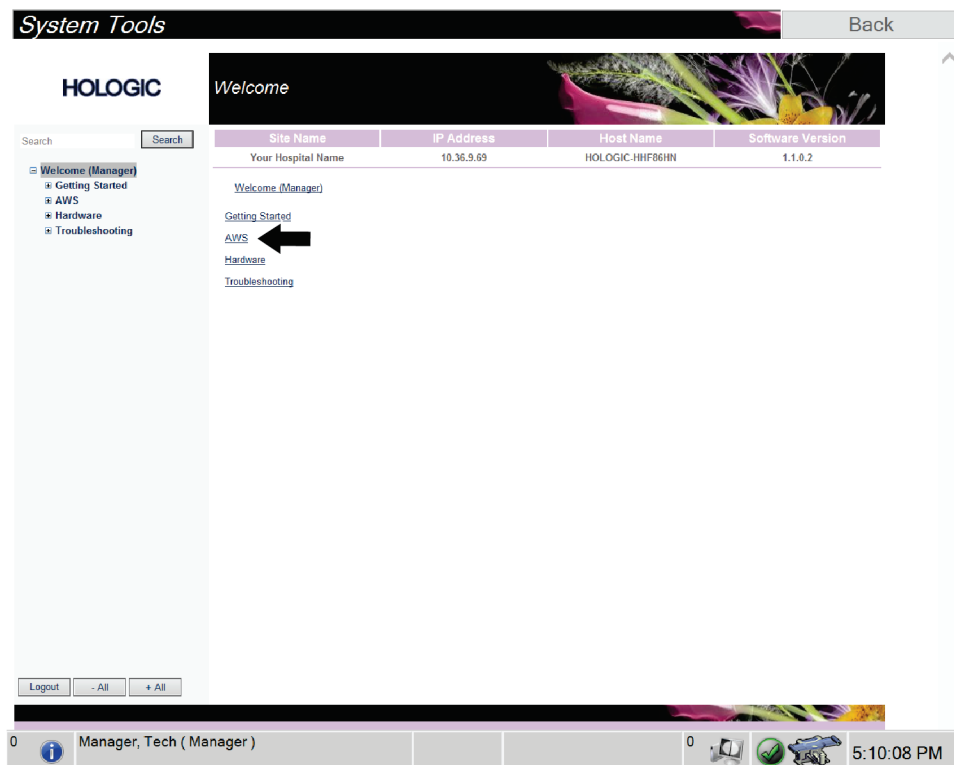 System Tools
Back
HOLOGIC
Welcome
Search
Search
Site Name
IP Address
Host Name
Software Version
Your Hospital Name
10.36.9.69
HOLOGIC-HHF86HN
1.1.0.2
Welcome (Manager)
Getting Started
AWS
Hardware
Troubleshooting
Welcome (Manager)
Getting Started
AWS
Hardware
Troubleshooting
Logout
- All
+ All
0
Manager, Tech ( Manager )
0
5:10:08 PM